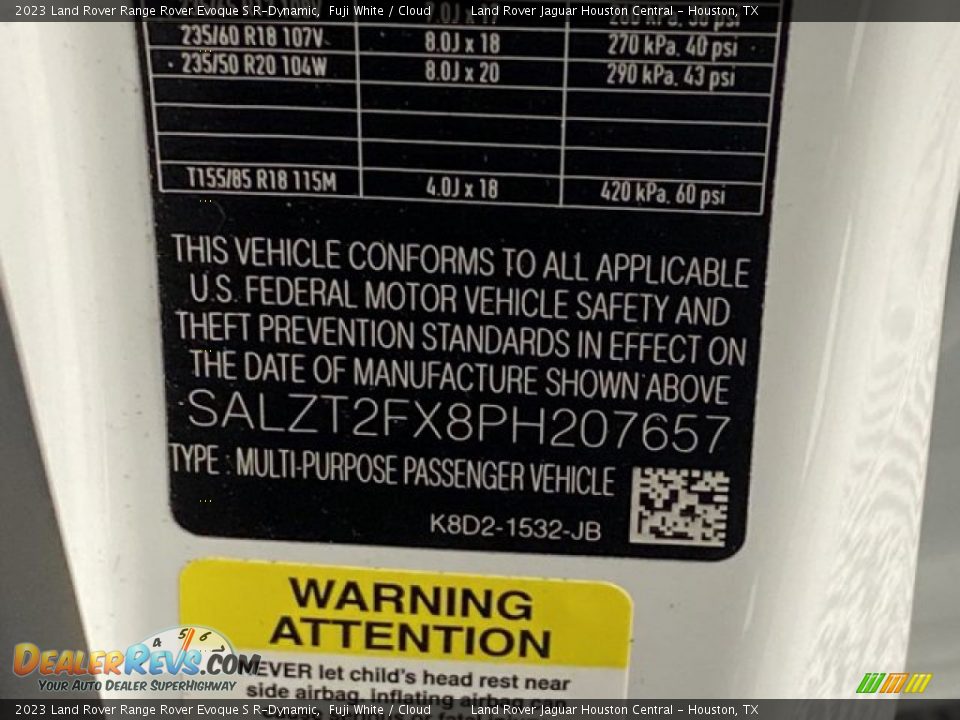 2023 Land Rover Range Rover Evoque S R-Dynamic, Fuji White / Cloud Land Rover Jaguar Houston Central - Houston, TX
235/60 R18 107V 8.0J x 18 270 kPa, 40 psi
235/50 R20 104W 8.0J x 20 290 kPa, 43 psi
T155/85 R18 115M 4.0J x 18 420 kPa, 60 psi
THIS VEHICLE CONFORMS TO ALL APPLICABLE
U.S. FEDERAL MOTOR VEHICLE SAFETY AND
THEFT PREVENTION STANDARDS IN EFFECT ON
THE DATE OF MANUFACTURE SHOWN ABOVE
SALZT2FX8PH207657
TYPE : MULTI-PURPOSE PASSENGER VEHICLE
K8D2-1532-JB
WARNING
ATTENTION
NEVER let child's head rest near
side airbag, inflating airbag can
4 5 6
DEALERREVS.COM
YOUR AUTO DEALER SUPERHIGHWAY
2023 Land Rover Range Rover Evoque S R-Dynamic, Fuji White / Cloud Land Rover Jaguar Houston Central - Houston, TX